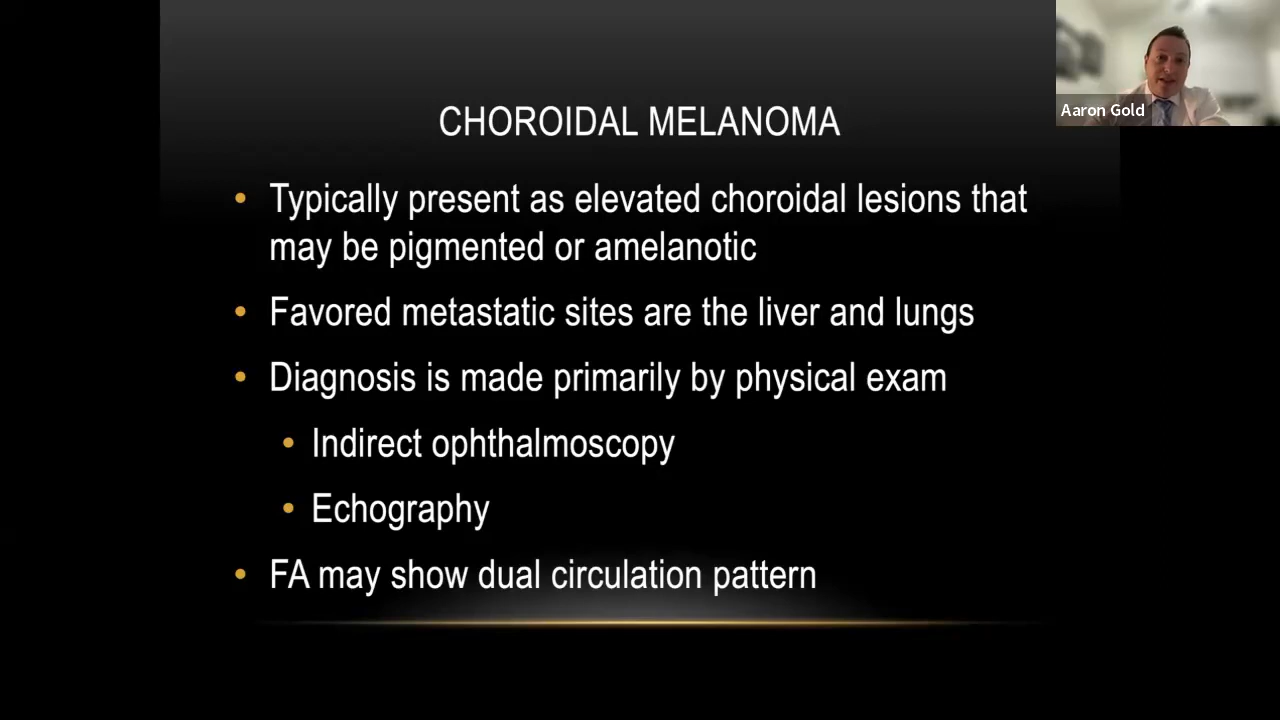 Aaron Gold
CHOROIDAL MELANOMA
• Typically present as elevated choroidal lesions that
may be pigmented or amelanotic
• Favored metastatic sites are the liver and lungs
• Diagnosis is made primarily by physical exam
• Indirect ophthalmoscopy
• Echography
• FA may show dual circulation pattern